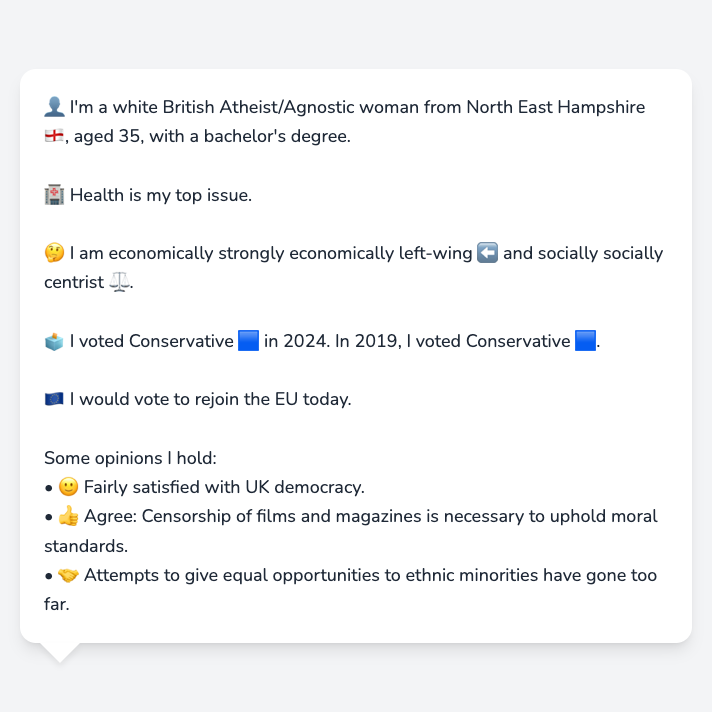 👤 I'm a white British Atheist/Agnostic woman from North East Hampshire
🏴󠁧󠁢󠁥󠁮󠁧󠁿, aged 35, with a bachelor's degree.
🏥 Health is my top issue.
🤔 I am economically strongly economically left-wing ⬅️ and socially socially
centrist ⚖️.
🗳️ I voted Conservative 🟦 in 2024. In 2019, I voted Conservative 🟦.
🇪🇺 I would vote to rejoin the EU today.
Some opinions I hold:
• 🙂 Fairly satisfied with UK democracy.
• 👍 Agree: Censorship of films and magazines is necessary to uphold moral
standards.
• 🤝 Attempts to give equal opportunities to ethnic minorities have gone too
far.